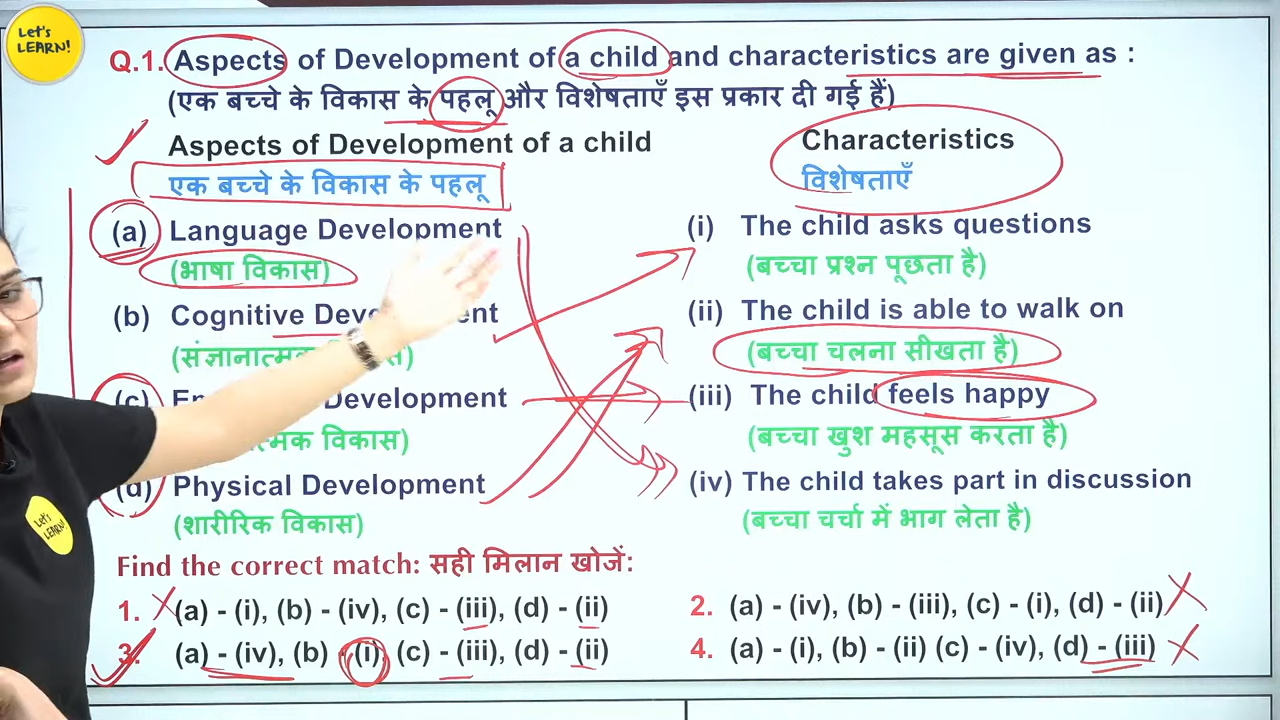 Let's
LEARN!
Q.1. Aspects of Development of a child and characteristics are given as :
(एक बच्चे के विकास के पहलू और विशेषताएँ इस प्रकार दी गई हैं)
Aspects of Development of a child
एक बच्चे के विकास के पहलू
Characteristics
विशेषताएँ
(a) Language Development
(भाषा विकास)
(i) The child asks questions
(बच्चा प्रश्न पूछता है)
(b) Cognitive
(ii) The child is able to walk on
(बच्चा चलना सीखता है)
(c) Development
विकास)
(iii) The child feels happy
(बच्चा खुश महसूस करता है)
(d) Physical Development
(शारीरिक विकास)
(iv) The child takes part in discussion
(बच्चा चर्चा में भाग लेता है)
Find the correct match: सही मिलान खोजें:
1. (a) - (i), (b) - (iv), (c) - (iii), (d) - (ii)
2. (a) - (iv), (b) - (iii), (c) - (i), (d) - (ii)
3. (a) - (iv), (b) - (i), (c) - (iii), (d) - (ii)
4. (a) - (i), (b) - (ii) (c) - (iv), (d) - (iii)
Let's
LEARN!